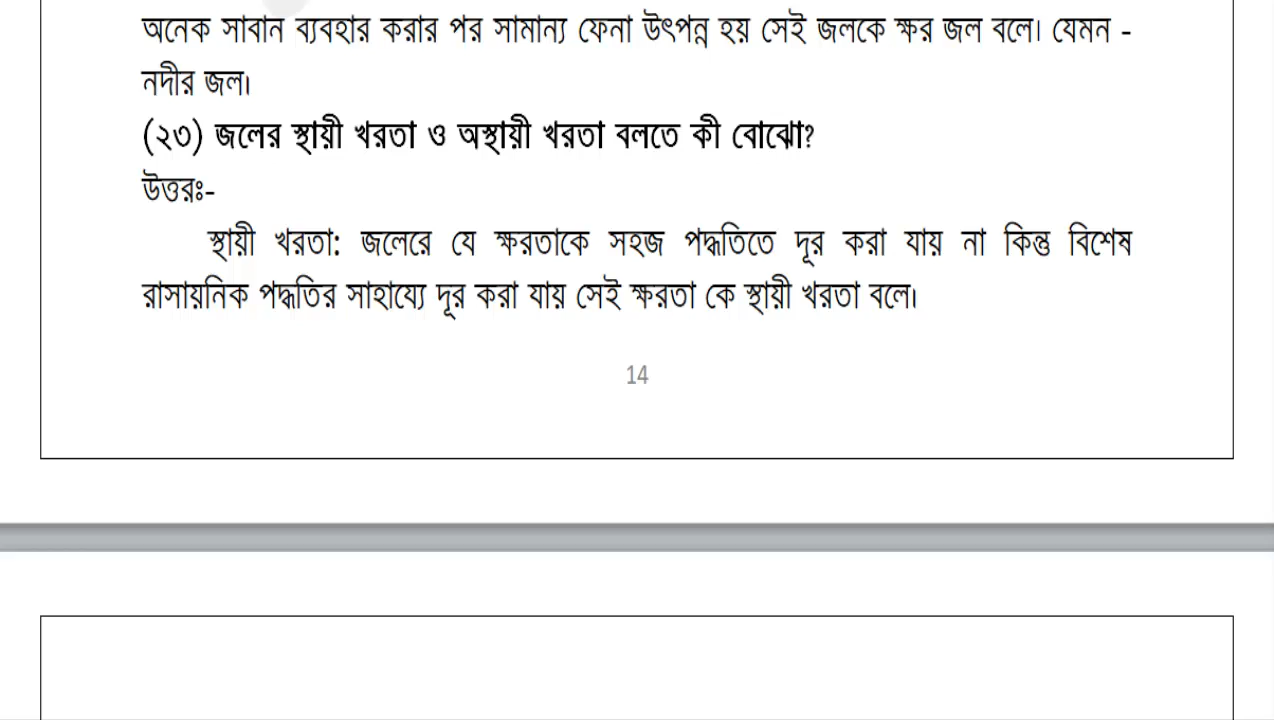 অনেক সাবান ব্যবহার করার পর সামান্য ফেনা উৎপন্ন হয় সেই জলকে ক্ষর জল বলে। যেমন -
নদীর জল।
(২৩) জলের স্থায়ী খরতা ও অস্থায়ী খরতা বলতে কী বোঝো?
উত্তরঃ-
স্থায়ী খরতা: জলেরে যে ক্ষরতাকে সহজ পদ্ধতিতে দূর করা যায় না কিন্তু বিশেষ
রাসায়নিক পদ্ধতির সাহায্যে দূর করা যায় সেই ক্ষরতা কে স্থায়ী খরতা বলে।
14